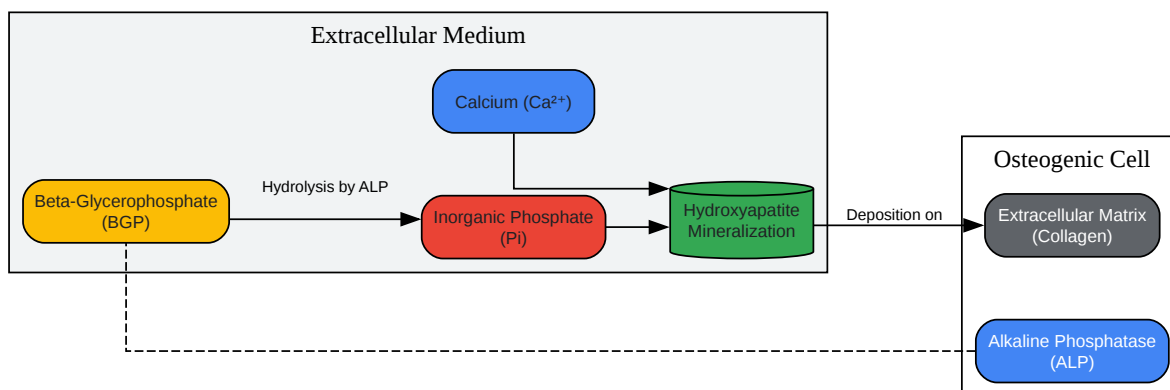 Extracellular Medium
Calcium (Ca²⁺)
Beta-Glycerophosphate
(BGP)
Hydrolysis by ALP
Inorganic Phosphate
(Pi)
Hydroxyapatite
Mineralization
Deposition on
Osteogenic Cell
Extracellular Matrix
(Collagen)
Alkaline Phosphatase
(ALP)